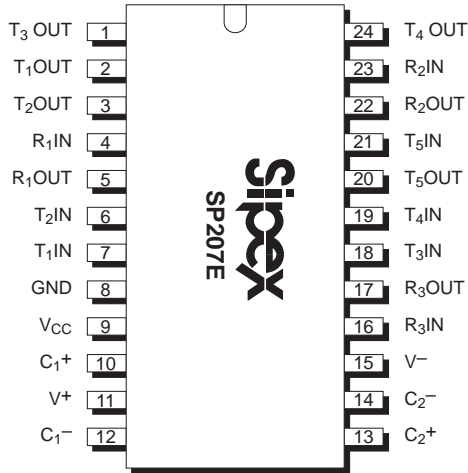 T₃ OUT 1 24 T₄ OUT
T₁OUT 2 23 R₂IN
T₂OUT 3 22 R₂OUT
R₁IN 4 21 T₅IN
R₁OUT 5 20 T₅OUT
T₂IN 6 19 T₄IN
T₁IN 7 18 T₃IN
GND 8 17 R₃OUT
VCC 9 16 R₃IN
C₁+ 10 15 V–
V+ 11 14 C₂–
C₁– 12 13 C₂+
Sipex
SP207E